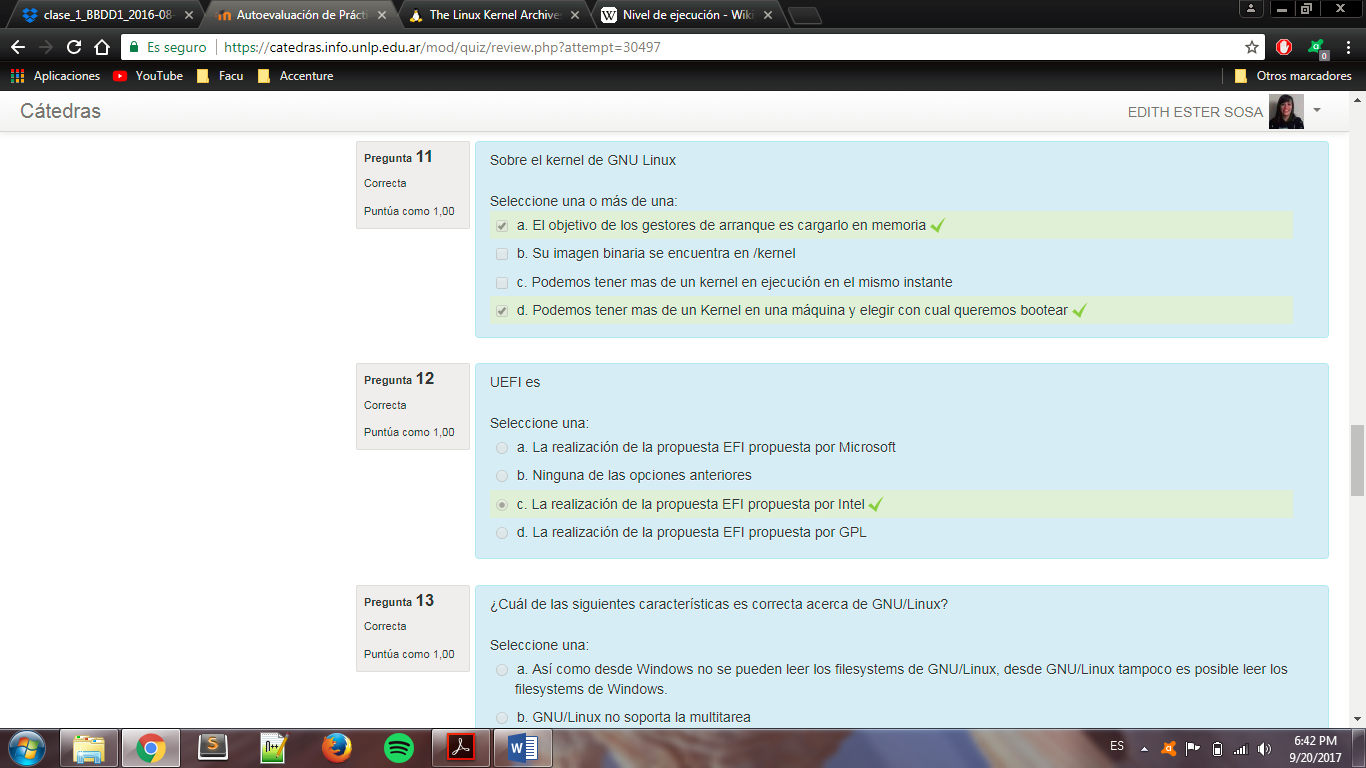 clase_1_BBDD1_2016-08-
Autoevaluación de Prácti
The Linux Kernel Archive
Nivel de ejecución - Wiki
Es seguro
https://catedras.info.unlp.edu.ar/mod/quiz/review.php?attempt=30497
0
Aplicaciones
YouTube
Facu
Accenture
Otros marcadores
Cátedras
EDITH ESTER SOSA
Pregunta 11
Correcta
Puntúa como 1,00
Sobre el kernel de GNU Linux
Seleccione una o más de una:
a. El objetivo de los gestores de arranque es cargarlo en memoria
b. Su imagen binaria se encuentra en /kernel
c. Podemos tener mas de un kernel en ejecución en el mismo instante
d. Podemos tener mas de un Kernel en una máquina y elegir con cual queremos bootear
Pregunta 12
Correcta
Puntúa como 1,00
UEFI es
Seleccione una:
a. La realización de la propuesta EFI propuesta por Microsoft
b. Ninguna de las opciones anteriores
c. La realización de la propuesta EFI propuesta por Intel
d. La realización de la propuesta EFI propuesta por GPL
Pregunta 13
Correcta
Puntúa como 1,00
¿Cuál de las siguientes características es correcta acerca de GNU/Linux?
Seleccione una:
a. Así como desde Windows no se pueden leer los filesystems de GNU/Linux, desde GNU/Linux tampoco es posible leer los
filesystems de Windows.
b. GNU/Linux no soporta la multitarea
ES
6:42 PM
9/20/2017